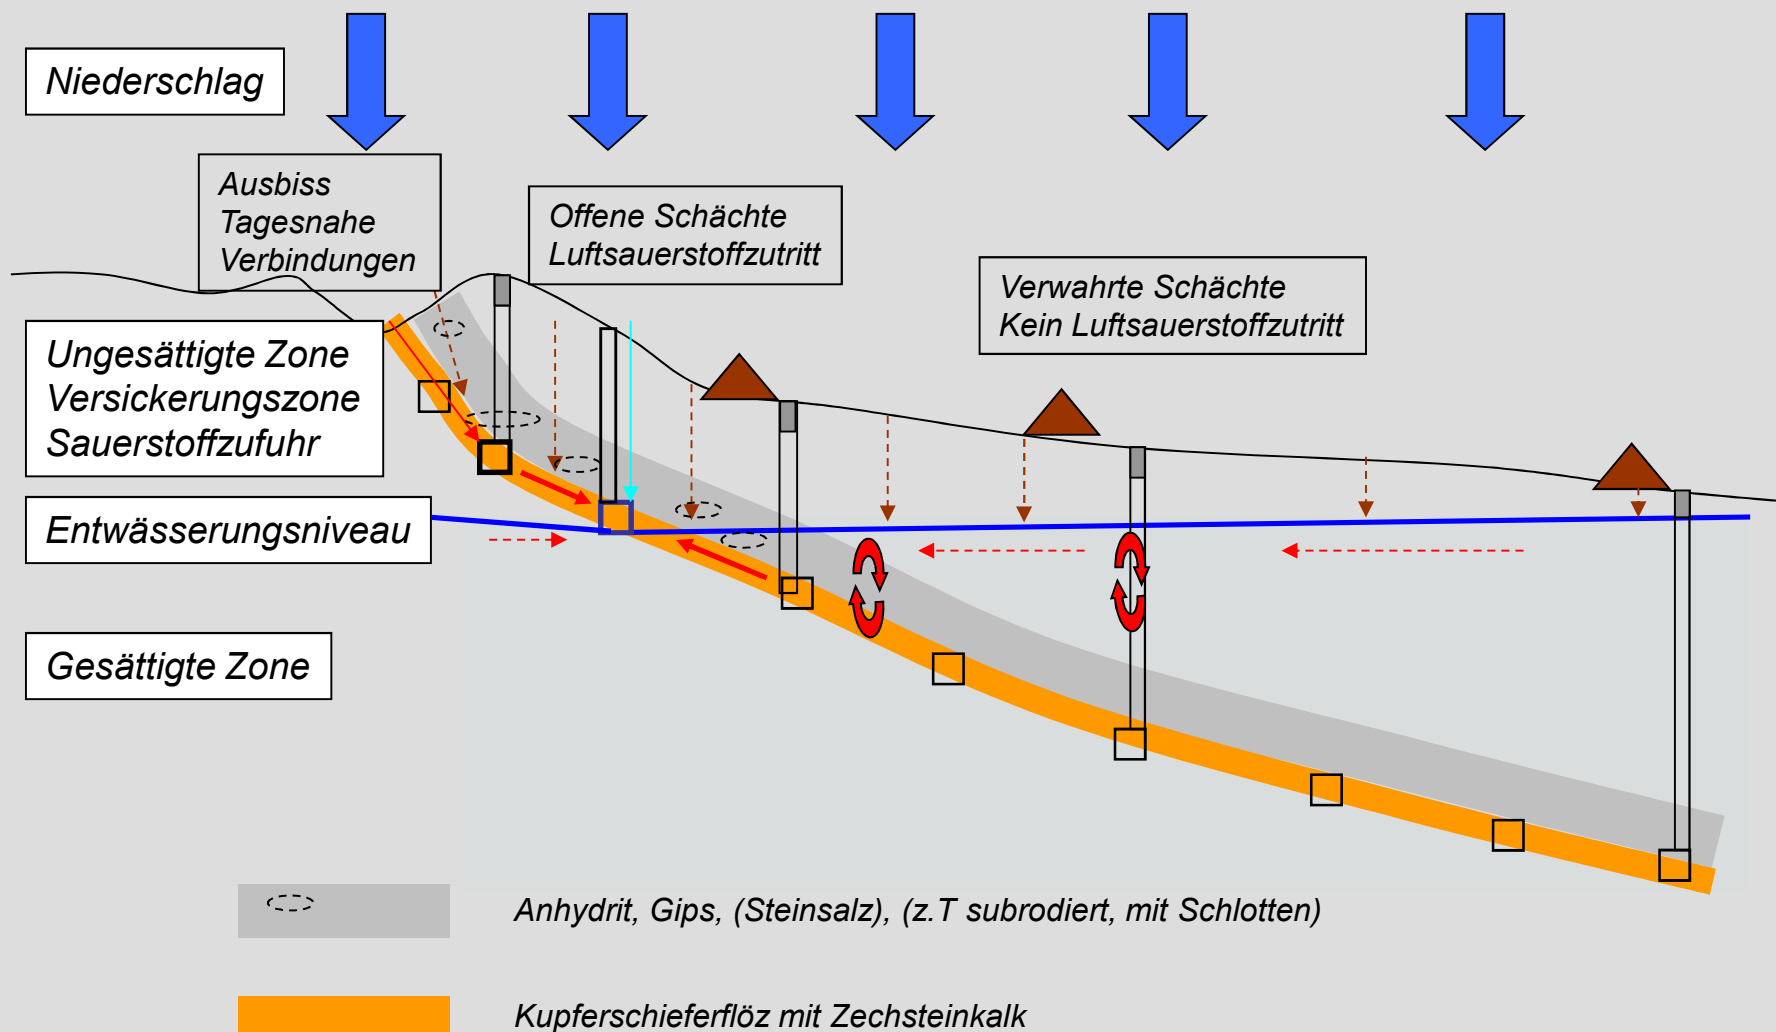 Niederschlag
Ausbiss
Tagesnahe
Verbindungen
Offene Schächte
Luftsauerstoffzutritt
Verwahrte Schächte
Kein Luftsauerstoffzutritt
Ungesättigte Zone
Versickerungszone
Sauerstoffzufuhr
Entwässerungsniveau
Gesättigte Zone
Anhydrit, Gips, (Steinsalz), (z.T subrodiert, mit Schlotten)
Kupferschieferflöz mit Zechsteinkalk